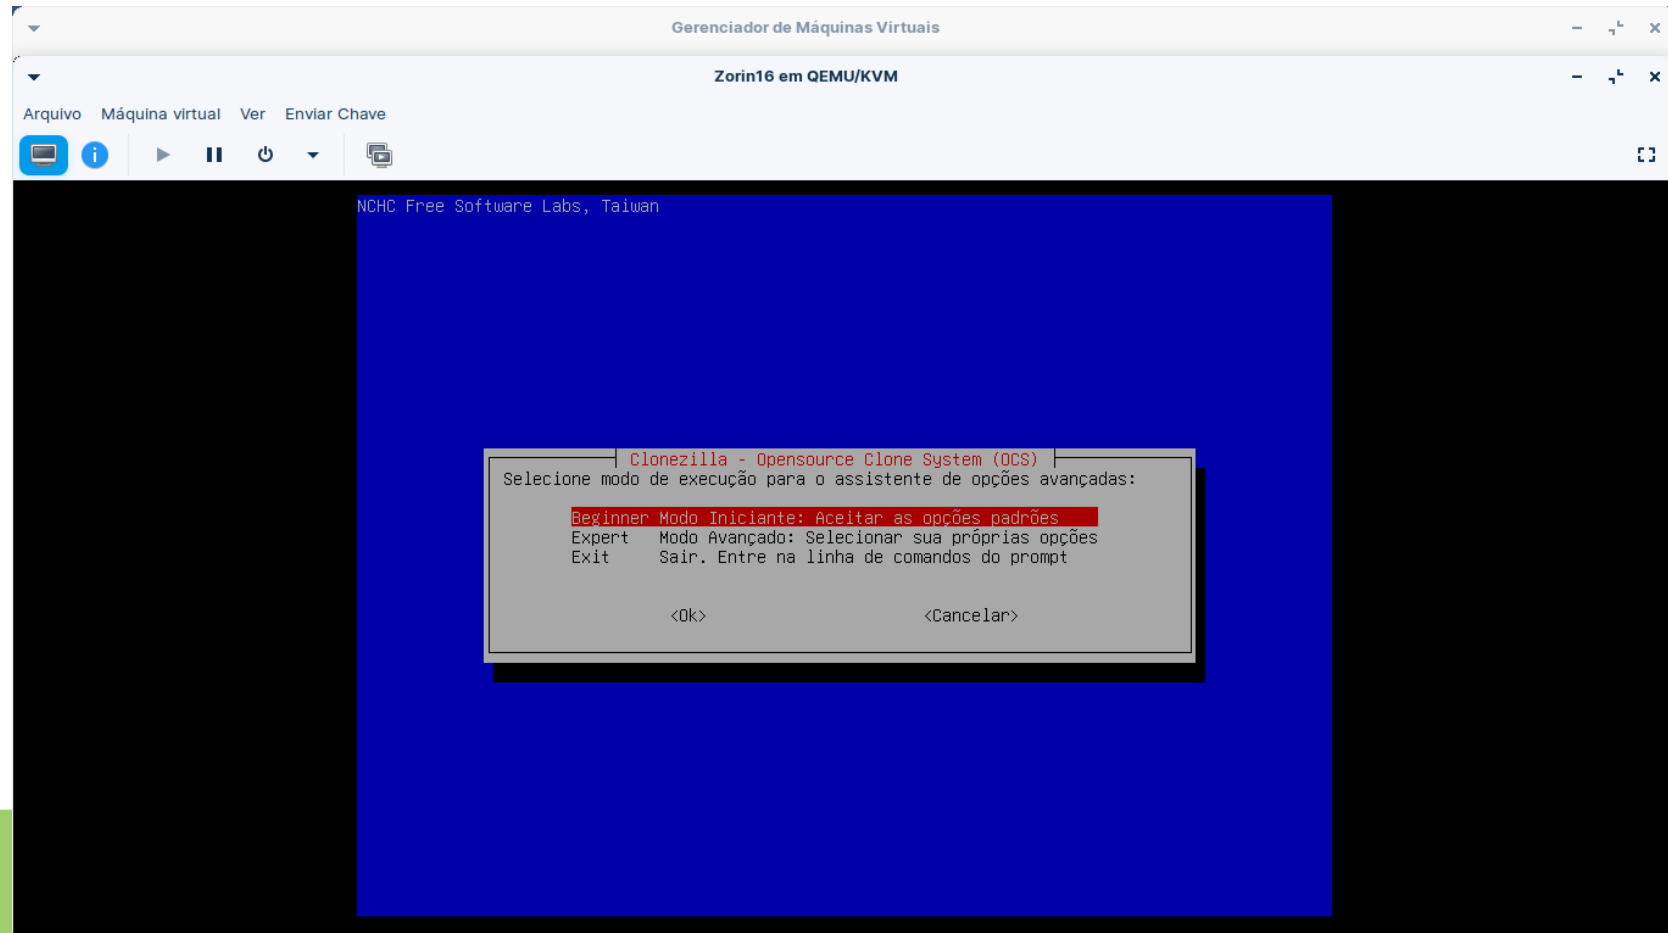 Gerenciador de Máquinas Virtuais
Zorin16 em QEMU/KVM
Arquivo Máquina virtual Ver Enviar Chave
NCHC Free Software Labs, Taiwan
Clonezilla - Opensource Clone System (OCS)
Selecione modo de execução para o assistente de opções avançadas:
Beginner Modo Iniciante: Aceitar as opções padrões
Expert Modo Avançado: Selecionar sua próprias opções
Exit Sair. Entre na linha de comandos do prompt
<Ok> <Cancelar>